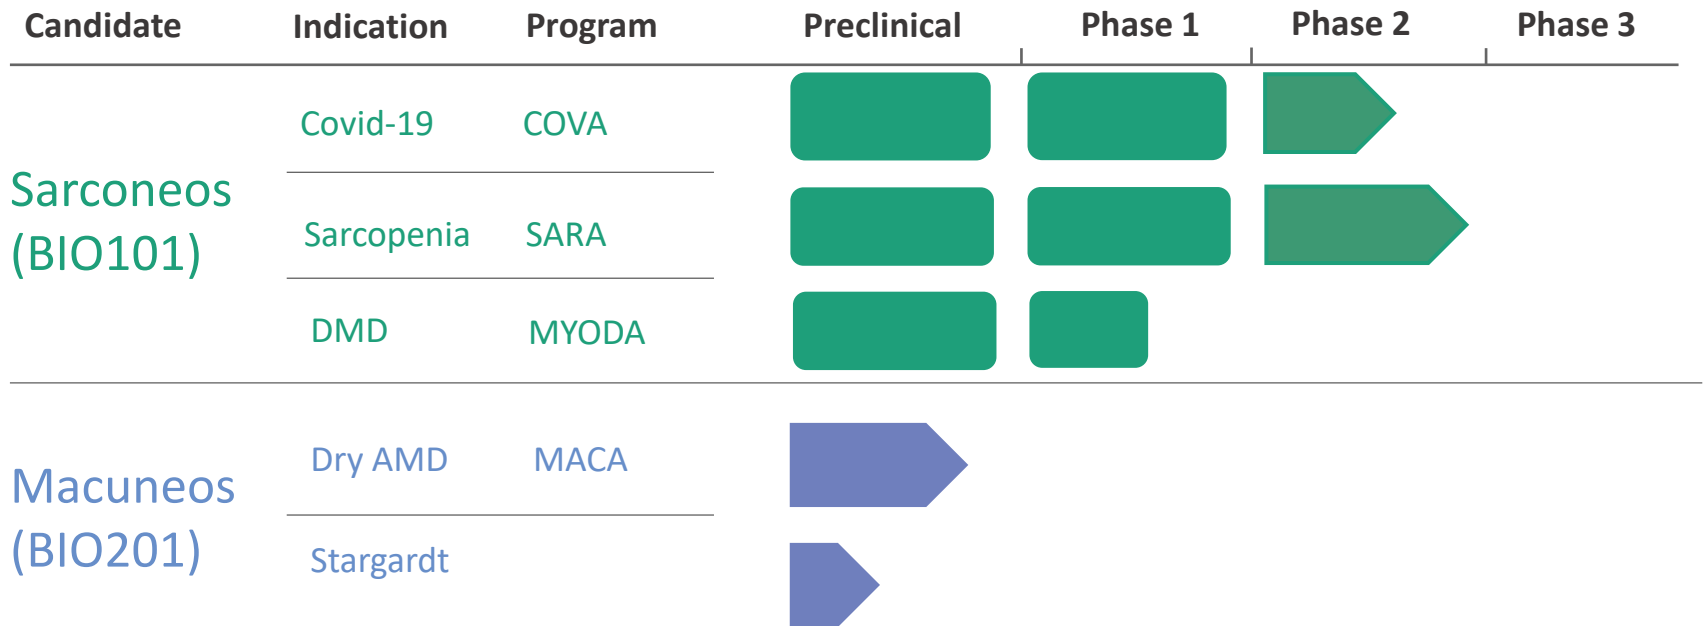 Candidate Indication Program Preclinical Phase 1 Phase 2 Phase 3
Covid-19 COVA
Sarconeos
(BIO101)
Sarcopenia SARA
DMD MYODA
Dry AMD MACA
Macuneos
(BIO201)
Stargardt